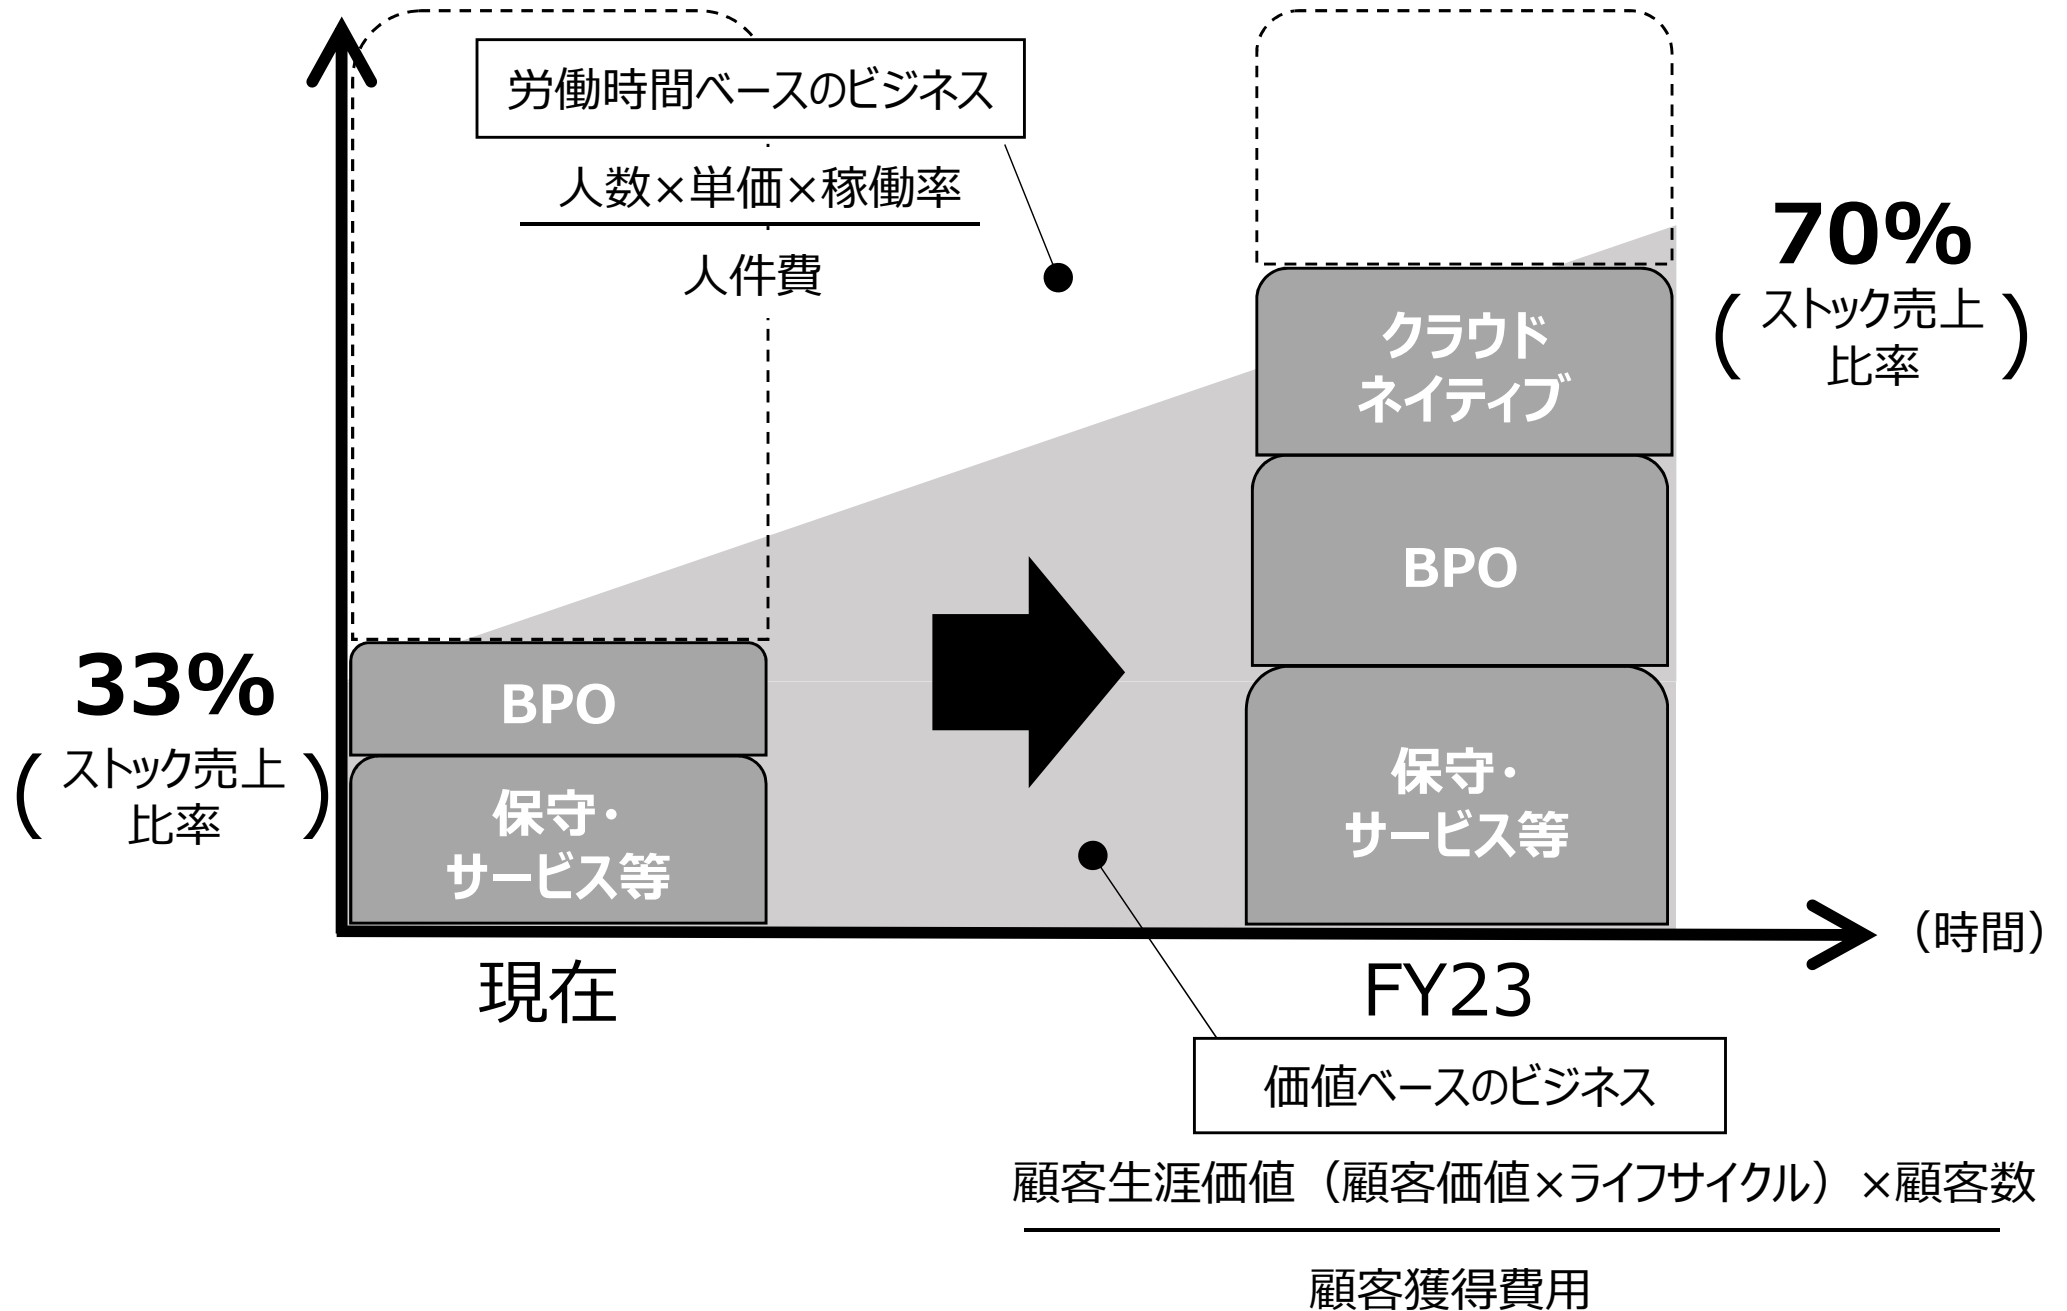 労働時間ベースのビジネス
人数×単価×稼働率
人件費
70%
(ストック売上
比率)
クラウド
ネイティブ
BPO
保守・
サービス等
33%
(ストック売上
比率)
BPO
保守・
サービス等
（時間）
現在
FY23
価値ベースのビジネス
顧客生涯価値（顧客価値×ライフサイクル）×顧客数
顧客獲得費用